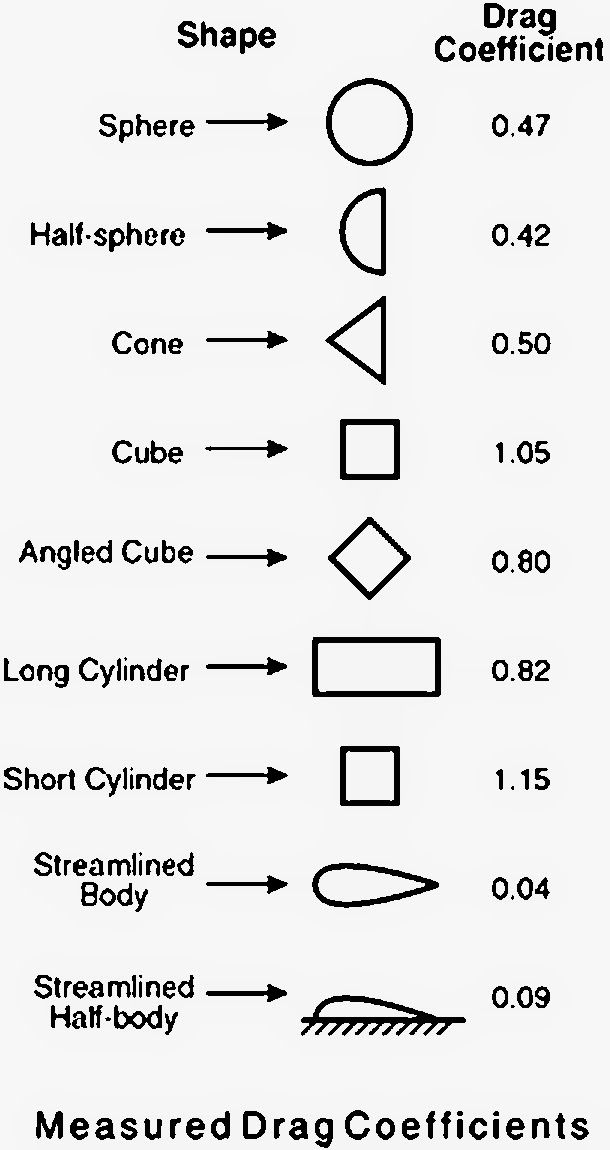 Shape
Drag
Coefficient
Sphere 0.47
Half-sphere 0.42
Cone 0.50
Cube 1.05
Angled Cube 0.80
Long Cylinder 0.82
Short Cylinder 1.15
Streamlined
Body 0.04
Streamlined
Half-body 0.09
Measured Drag Coefficients